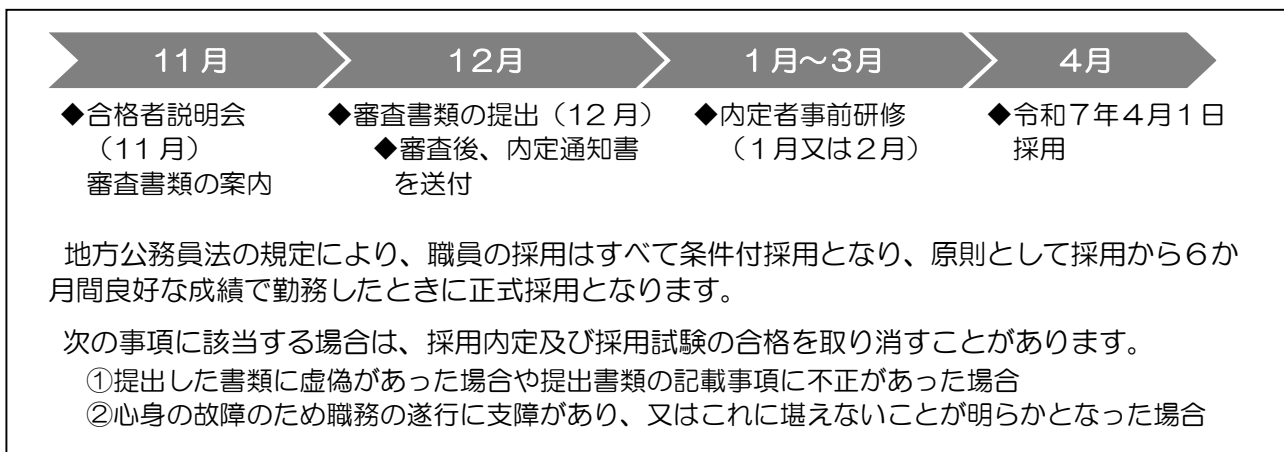 11月
12月
1月～3月
4月
◆合格者説明会
（11月）
審査書類の案内
◆審査書類の提出（12月）
◆審査後、内定通知書
を送付
◆内定者事前研修
（1月又は2月）
◆令和7年4月1日
採用
地方公務員法の規定により、職員の採用はすべて条件付採用となり、原則として採用から6か
月間良好な成績で勤務したときに正式採用となります。
次の事項に該当する場合は、採用内定及び採用試験の合格を取り消すことがあります。
①提出した書類に虚偽があった場合や提出書類の記載事項に不正があった場合
②心身の故障のため職務の遂行に支障があり、又はこれに堪えないことが明らかとなった場合